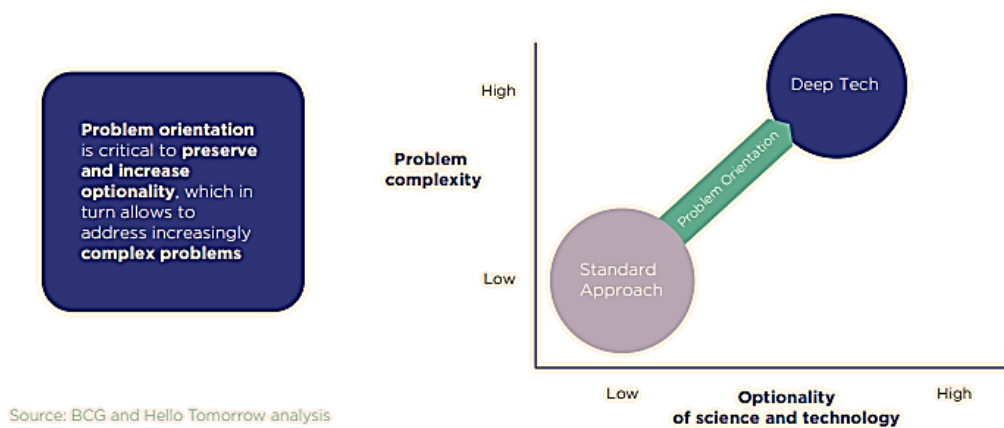 Problem orientation
is critical to preserve
and increase
optionality, which in
turn allows to
address increasingly
complex problems
Problem
complexity
High
Low
Deep Tech
Problem Orientation
Standard
Approach
Low
High
Optionality
of science and technology
Source: BCG and Hello Tomorrow analysis